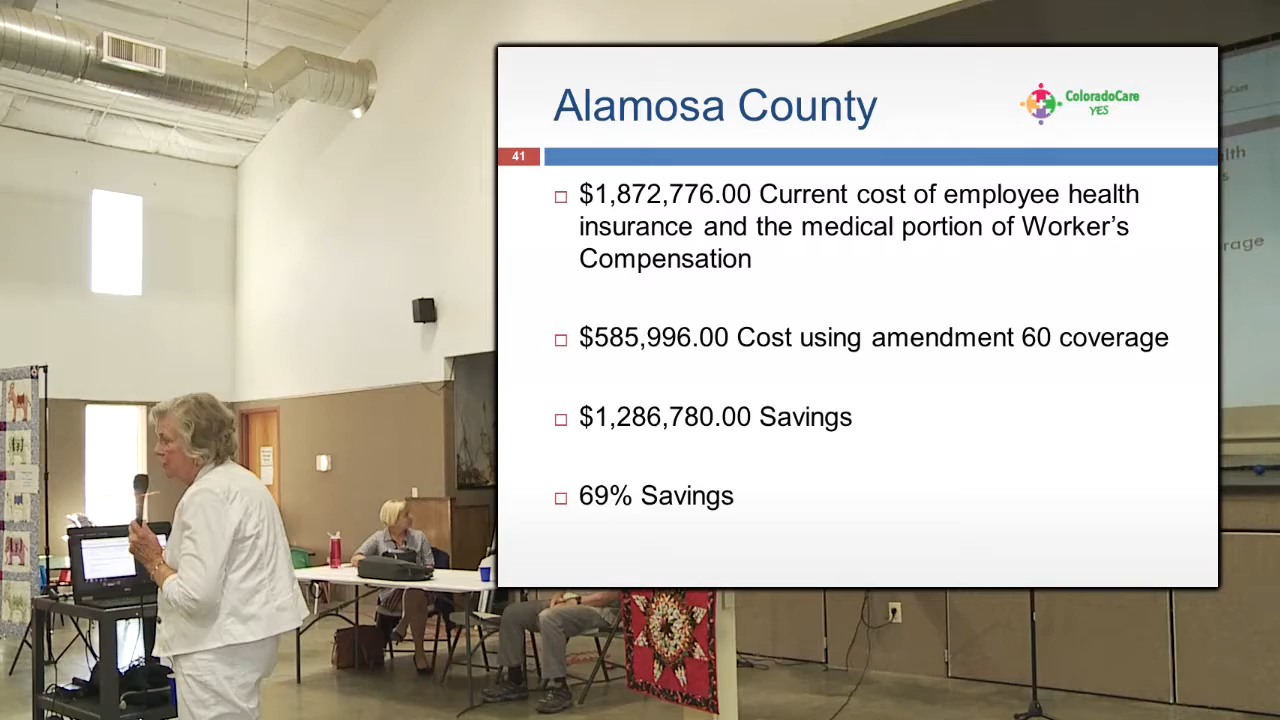 Alamosa County
ColoradoCare
YES
41
$1,872,776.00 Current cost of employee health
insurance and the medical portion of Worker's
Compensation
$585,996.00 Cost using amendment 60 coverage
$1,286,780.00 Savings
69% Savings